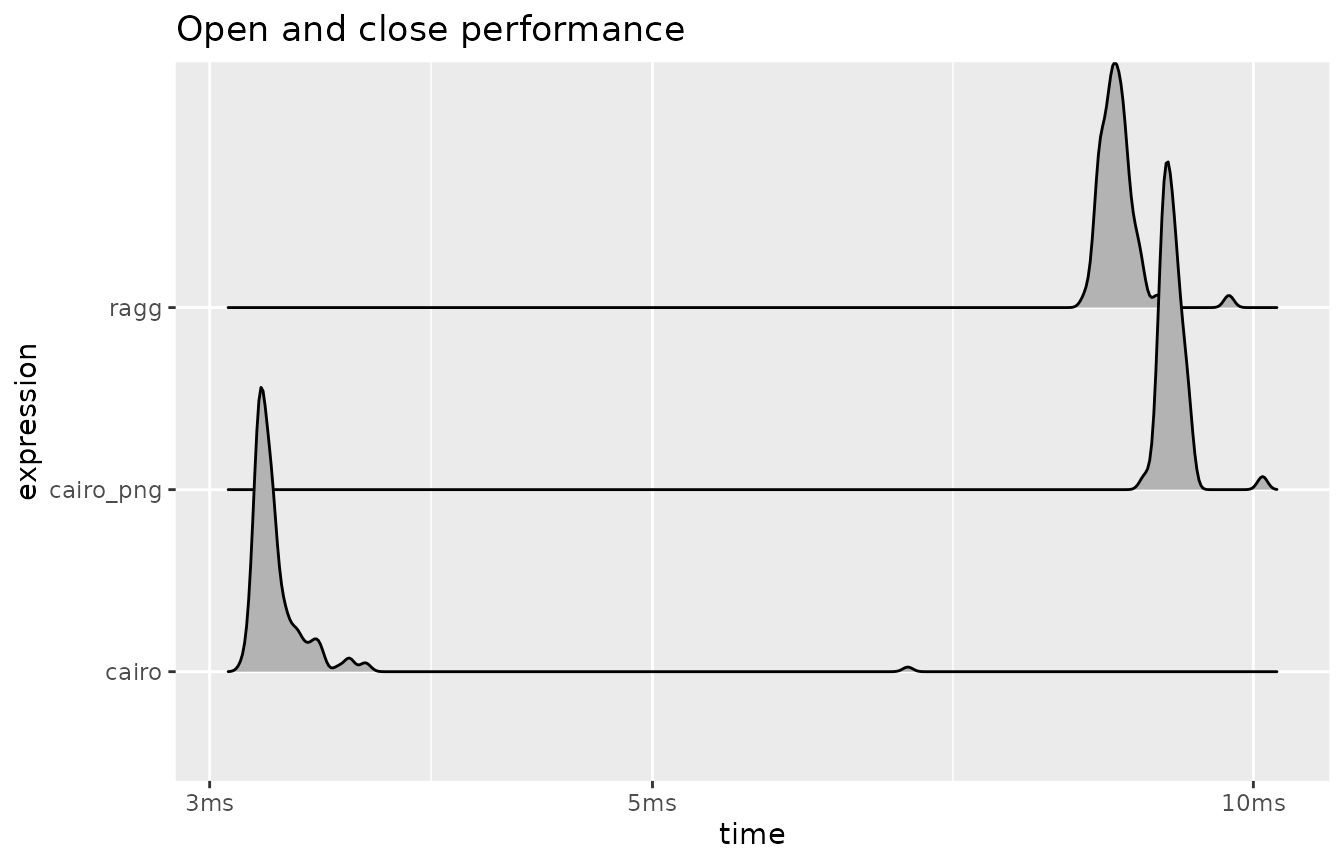 Open and close performance
ragg
cairo_png
cairo
expression
3ms
5ms
10ms
time